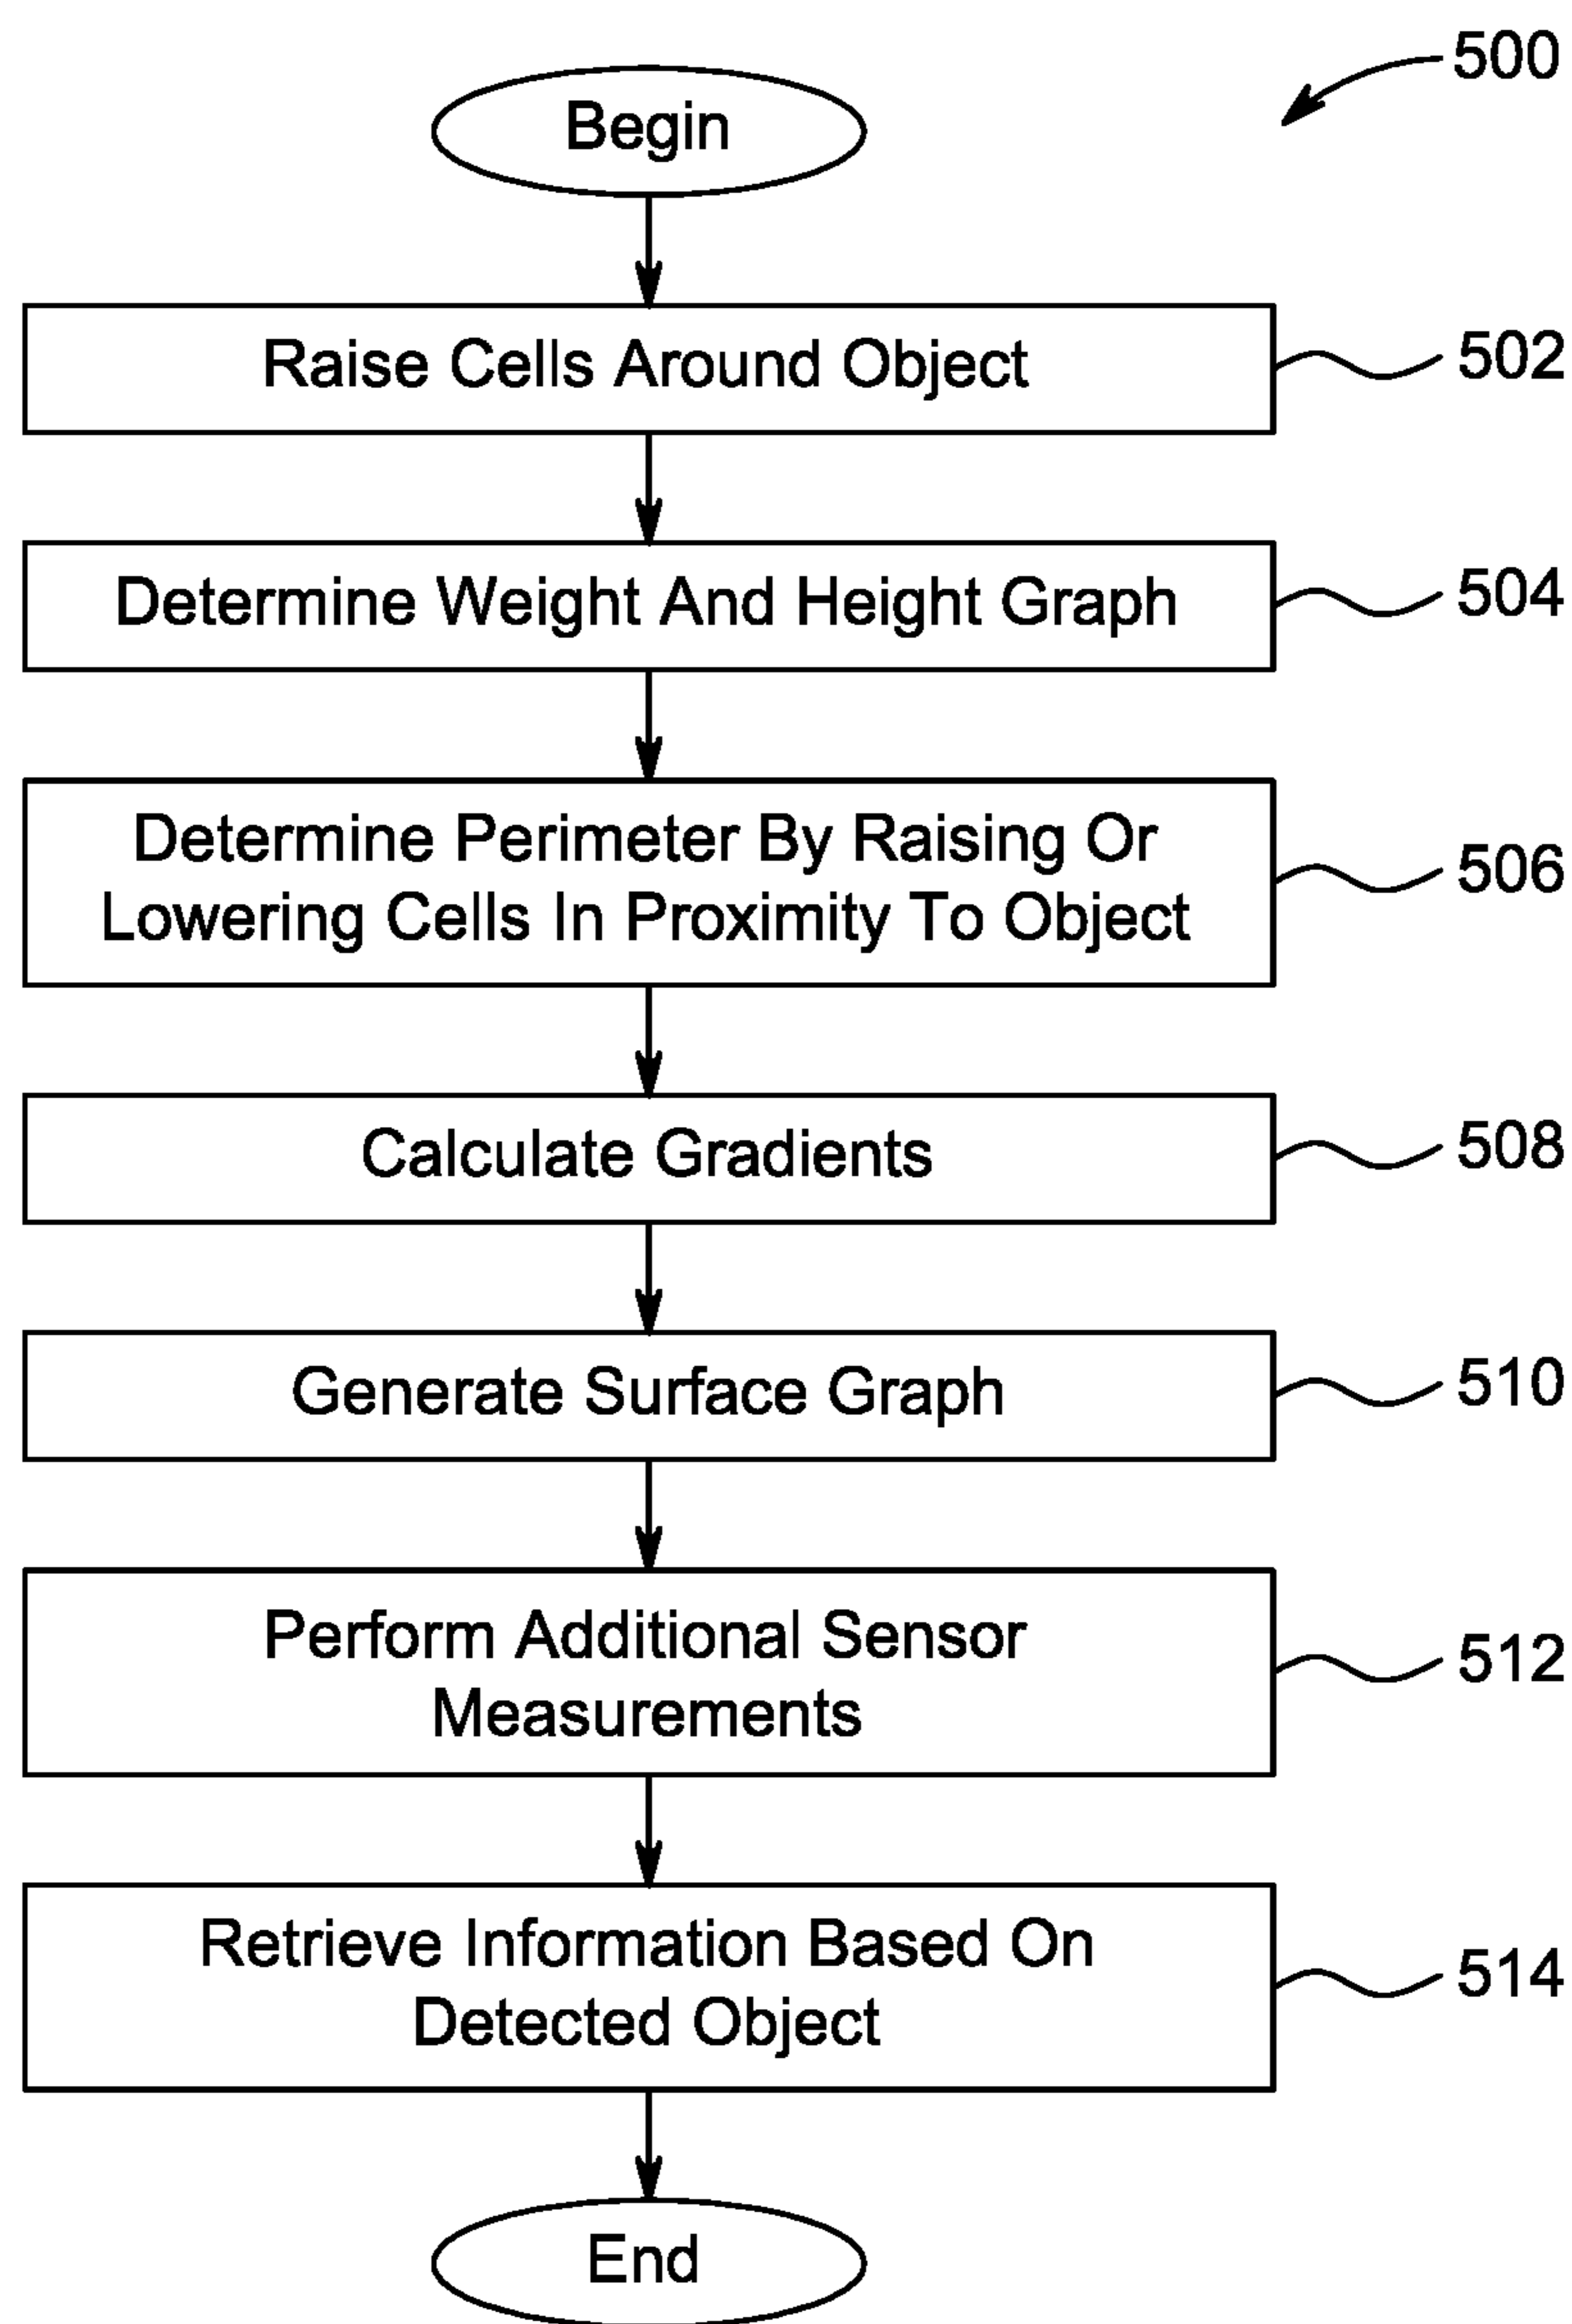 500
Begin
Raise Cells Around Object
502
Determine Weight And Height Graph
504
Determine Perimeter By Raising Or
Lowering Cells In Proximity To Object
506
Calculate Gradients
508
Generate Surface Graph
510
Perform Additional Sensor
Measurements
512
Retrieve Information Based On
Detected Object
514
End